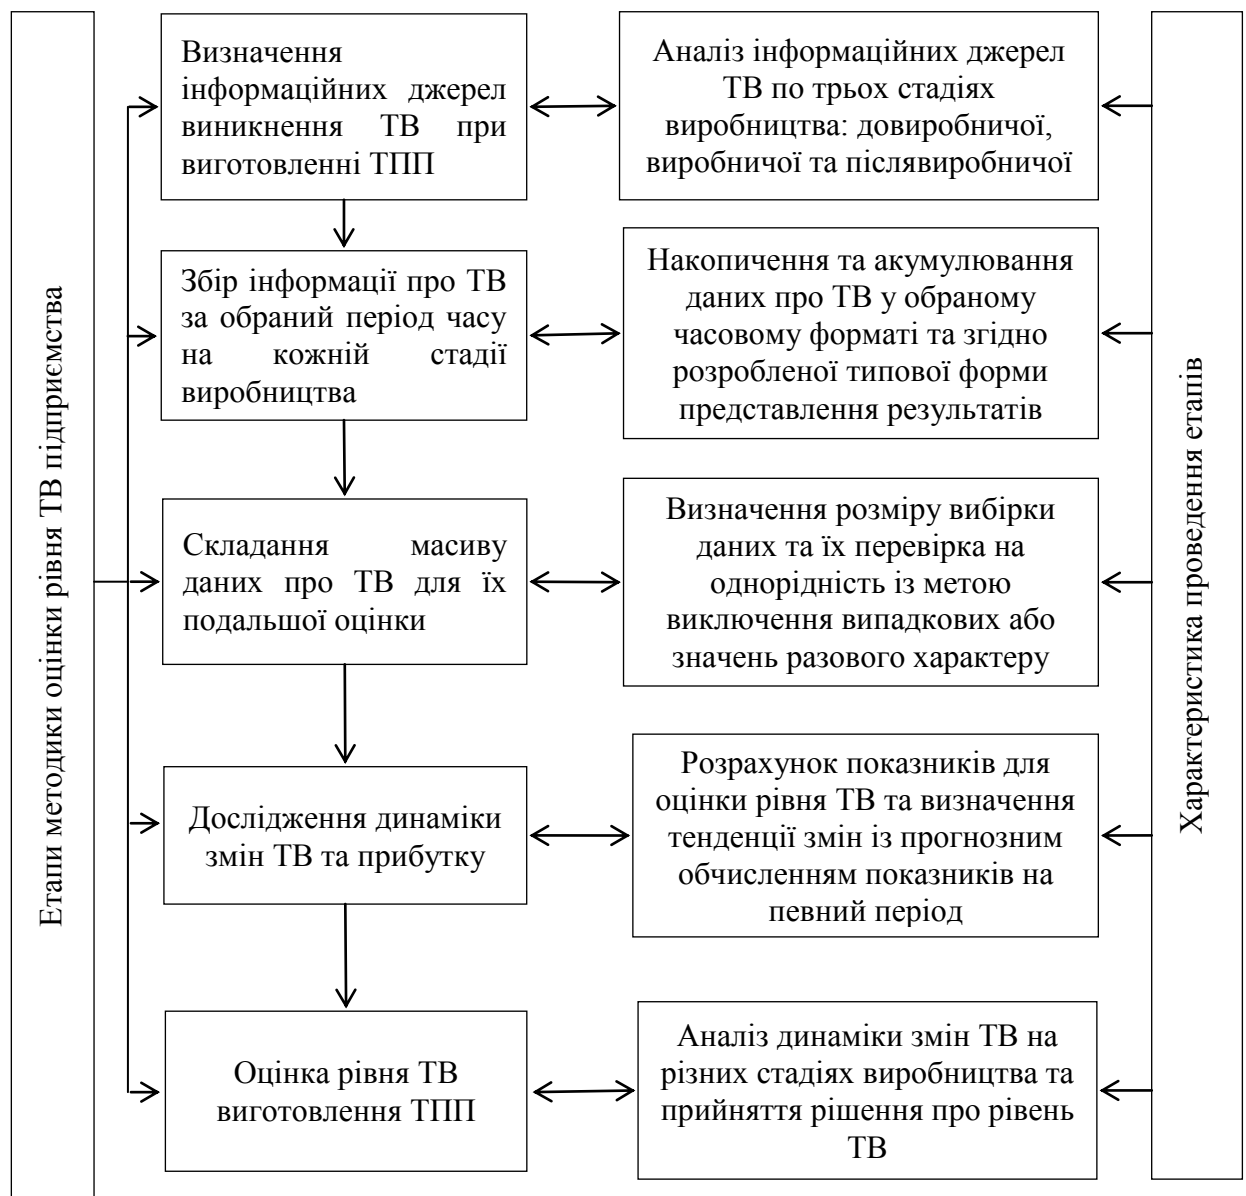 Етапи методики оцінки рівня ТВ підприємства
Визначення
інформаційних джерел
виникнення ТВ при
виготовленні ТПП
Аналіз інформаційних джерел
ТВ по трьох стадіях
виробництва: довиробничої,
виробничої та післявиробничої
Збір інформації про ТВ
за обраний період часу
на кожній стадії
виробництва
Накопичення та акумулювання
даних про ТВ у обраному
часовому форматі та згідно
розробленої типової форми
представлення результатів
Складання масиву
даних про ТВ для їх
подальшої оцінки
Визначення розміру вибірки
даних та їх перевірка на
однорідність із метою
виключення випадкових або
значень разового характеру
Дослідження динаміки
змін ТВ та прибутку
Розрахунок показників для
оцінки рівня ТВ та визначення
тенденції змін із прогнозним
обчисленням показників на
певний період
Оцінка рівня ТВ
виготовлення ТПП
Аналіз динаміки змін ТВ на
різних стадіях виробництва та
прийняття рішення про рівень
ТВ
Характеристика проведення етапів